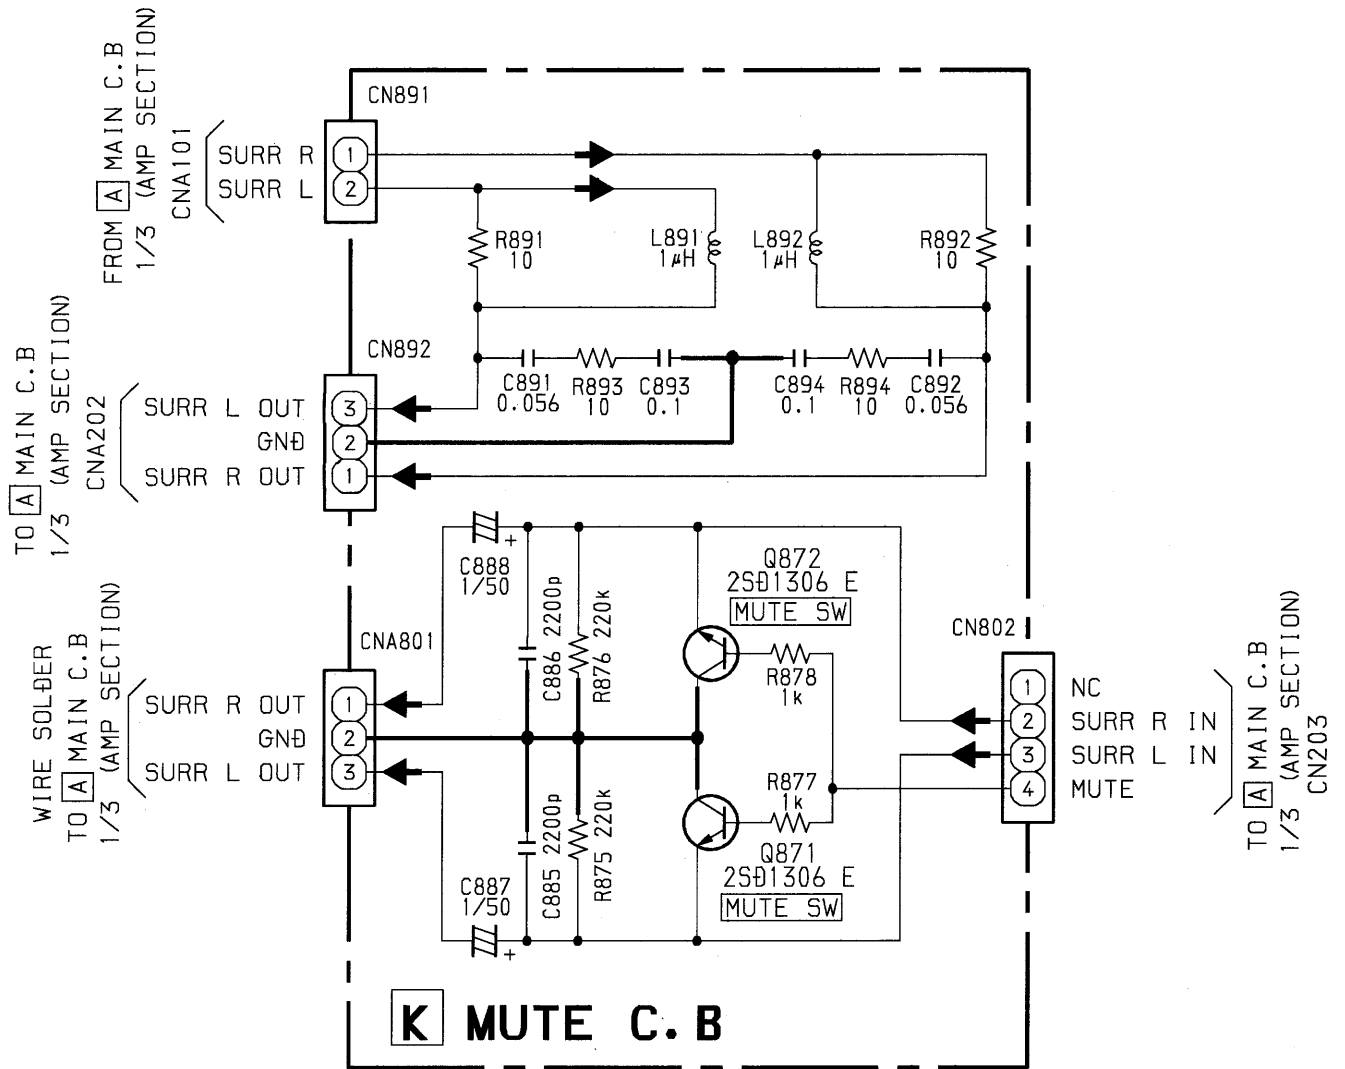 CN891
FROM A MAIN C.B
1/3 (AMP SECTION)
CNA101
SURR R
1
SURR L
2
R891
10
L891
1μH
L892
1μH
R892
10
CN892
TO A MAIN C.B
1/3 (AMP SECTION)
CNA202
SURR L OUT
3
GND
2
SURR R OUT
1
C891
0.056
R893
10
C893
0.1
C894
0.1
R894
10
C892
0.056
C888
1/50
+
C886 2200p
R876 220k
Q872
2SD1306 E
MUTE SW
R878
1k
CNA801
WIRE SOLDER
TO A MAIN C.B
1/3 (AMP SECTION)
SURR R OUT
1
GND
2
SURR L OUT
3
CN802
1
NC
2
SURR R IN
3
SURR L IN
4
MUTE
TO A MAIN C.B
1/3 (AMP SECTION)
CN203
R877
1k
Q871
2SD1306 E
MUTE SW
C885 2200p
R875 220k
C887
1/50
+
K MUTE C.B